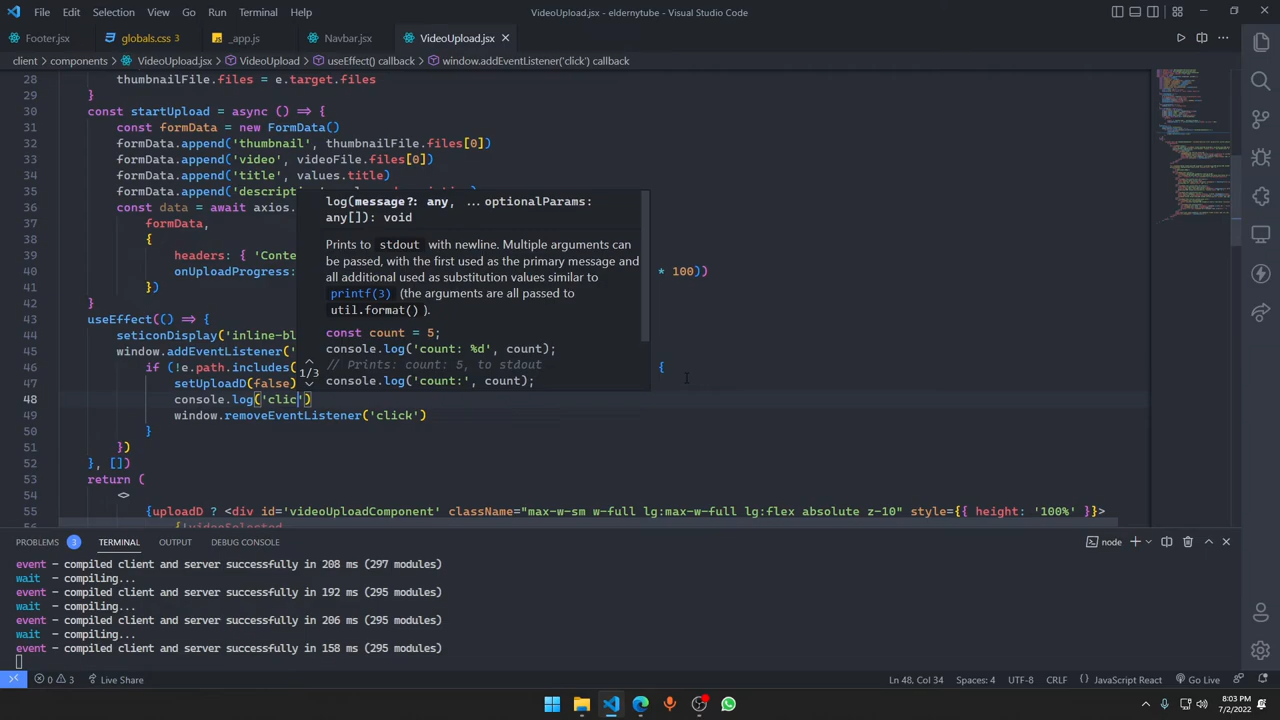 File Edit Selection View Go Run Terminal Help
VideoUpload.jsx - eldernytube - Visual Studio Code
Footer.jsx
globals.css 3
_app.js
Navbar.jsx
VideoUpload.jsx
client > components > VideoUpload.jsx > VideoUpload > useEffect() callback > window.addEventListener('click') callback
28 thumbnailFile.files = e.target.files
29 }
30 const startUpload = async () => {
31 const formData = new FormData()
32 formData.append('thumbnail', thumbnailFile.files[0])
33 formData.append('video', videoFile.files[0])
34 formData.append('title', values.title)
35 formData.append('descripti
36 const data = await axios.
37 formData,
38 {
39 headers: { 'Conte
40 onUploadProgress: * 100))
41 })
42 }
43 useEffect(() => {
44 seticonDisplay('inline-bl
45 window.addEventListener('
46 if (!e.path.includes( {
47 setUploadD(false)
48 console.log('clic')
49 window.removeEventListener('click')
50 }
51 })
52 }, [])
53 return (
54 <>
55 {uploadD ? <div id='videoUploadComponent' className="max-w-sm w-full lg:max-w-full lg:flex absolute z-10" style={{ height: '100%' }}>
56 {!videoSelected
log(message?: any, ...optionalParams:
any[]): void
Prints to stdout with newline. Multiple arguments can
be passed, with the first used as the primary message and
all additional used as substitution values similar to
printf(3) (the arguments are all passed to
util.format() ).
const count = 5;
console.log('count: %d', count);
// Prints: count: 5, to stdout
console.log('count:', count);
1/3
PROBLEMS 3 TERMINAL OUTPUT DEBUG CONSOLE
node
event - compiled client and server successfully in 208 ms (297 modules)
wait - compiling...
event - compiled client and server successfully in 192 ms (295 modules)
wait - compiling...
event - compiled client and server successfully in 206 ms (295 modules)
wait - compiling...
event - compiled client and server successfully in 158 ms (295 modules)
0 3 Live Share
Ln 48, Col 34 Spaces: 4 UTF-8 CRLF JavaScript React Go Live
8:03 PM
7/2/2022